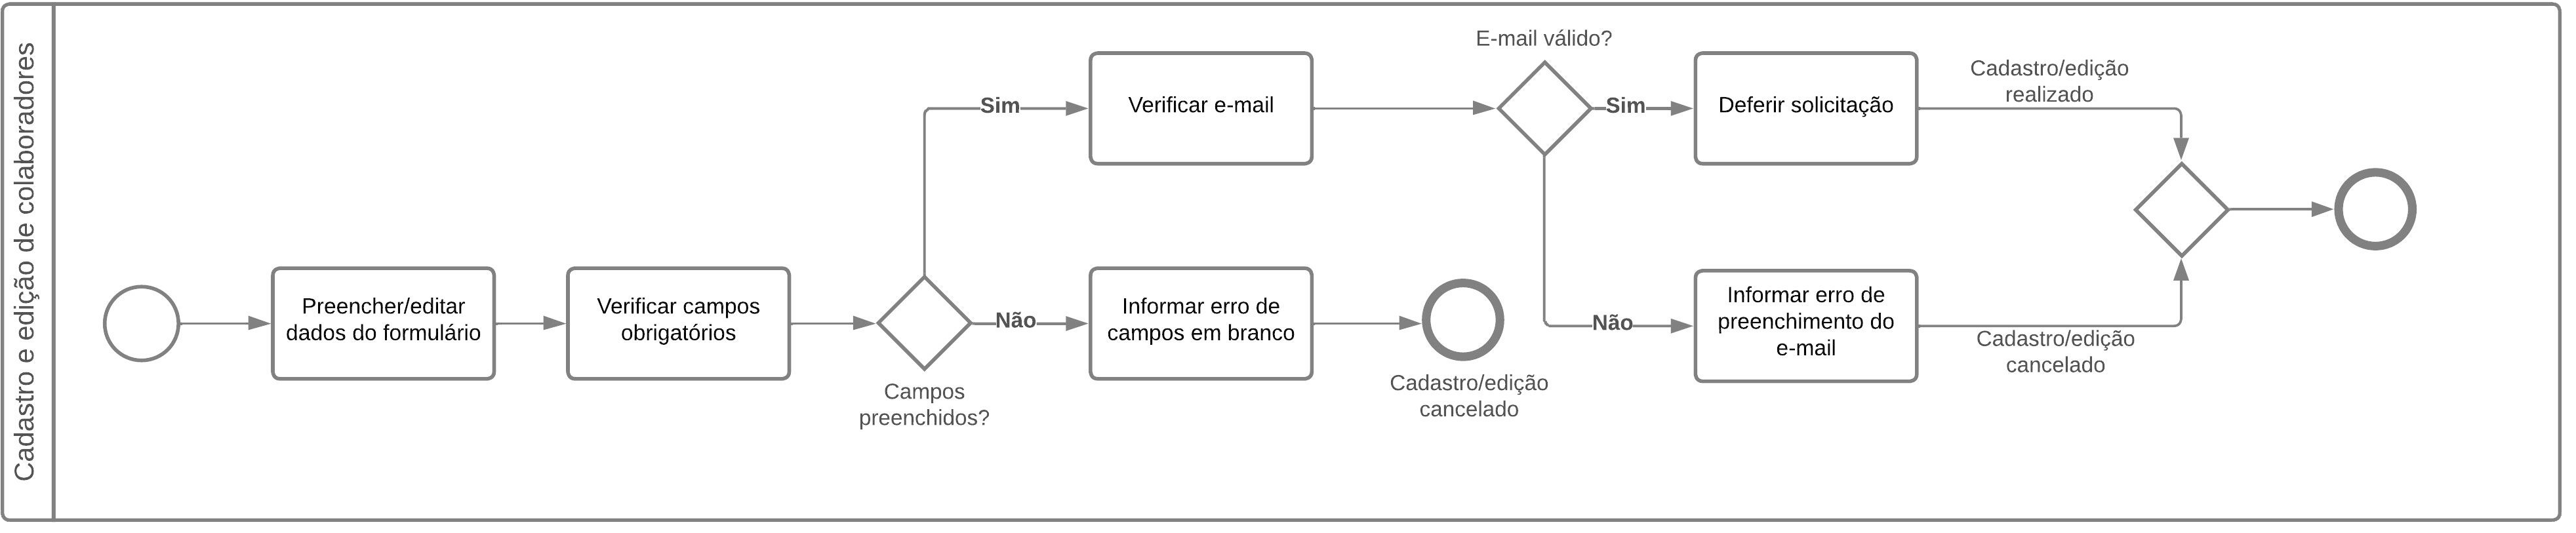 Cadastro e edição de colaboradores
Preencher/editar
dados do formulário
Verificar campos
obrigatórios
Campos
preenchidos?
Sim
Verificar e-mail
Não
Informar erro de
campos em branco
Cadastro/edição
cancelado
E-mail válido?
Sim
Deferir solicitação
Cadastro/edição
realizado
Não
Informar erro de
preenchimento do
e-mail
Cadastro/edição
cancelado